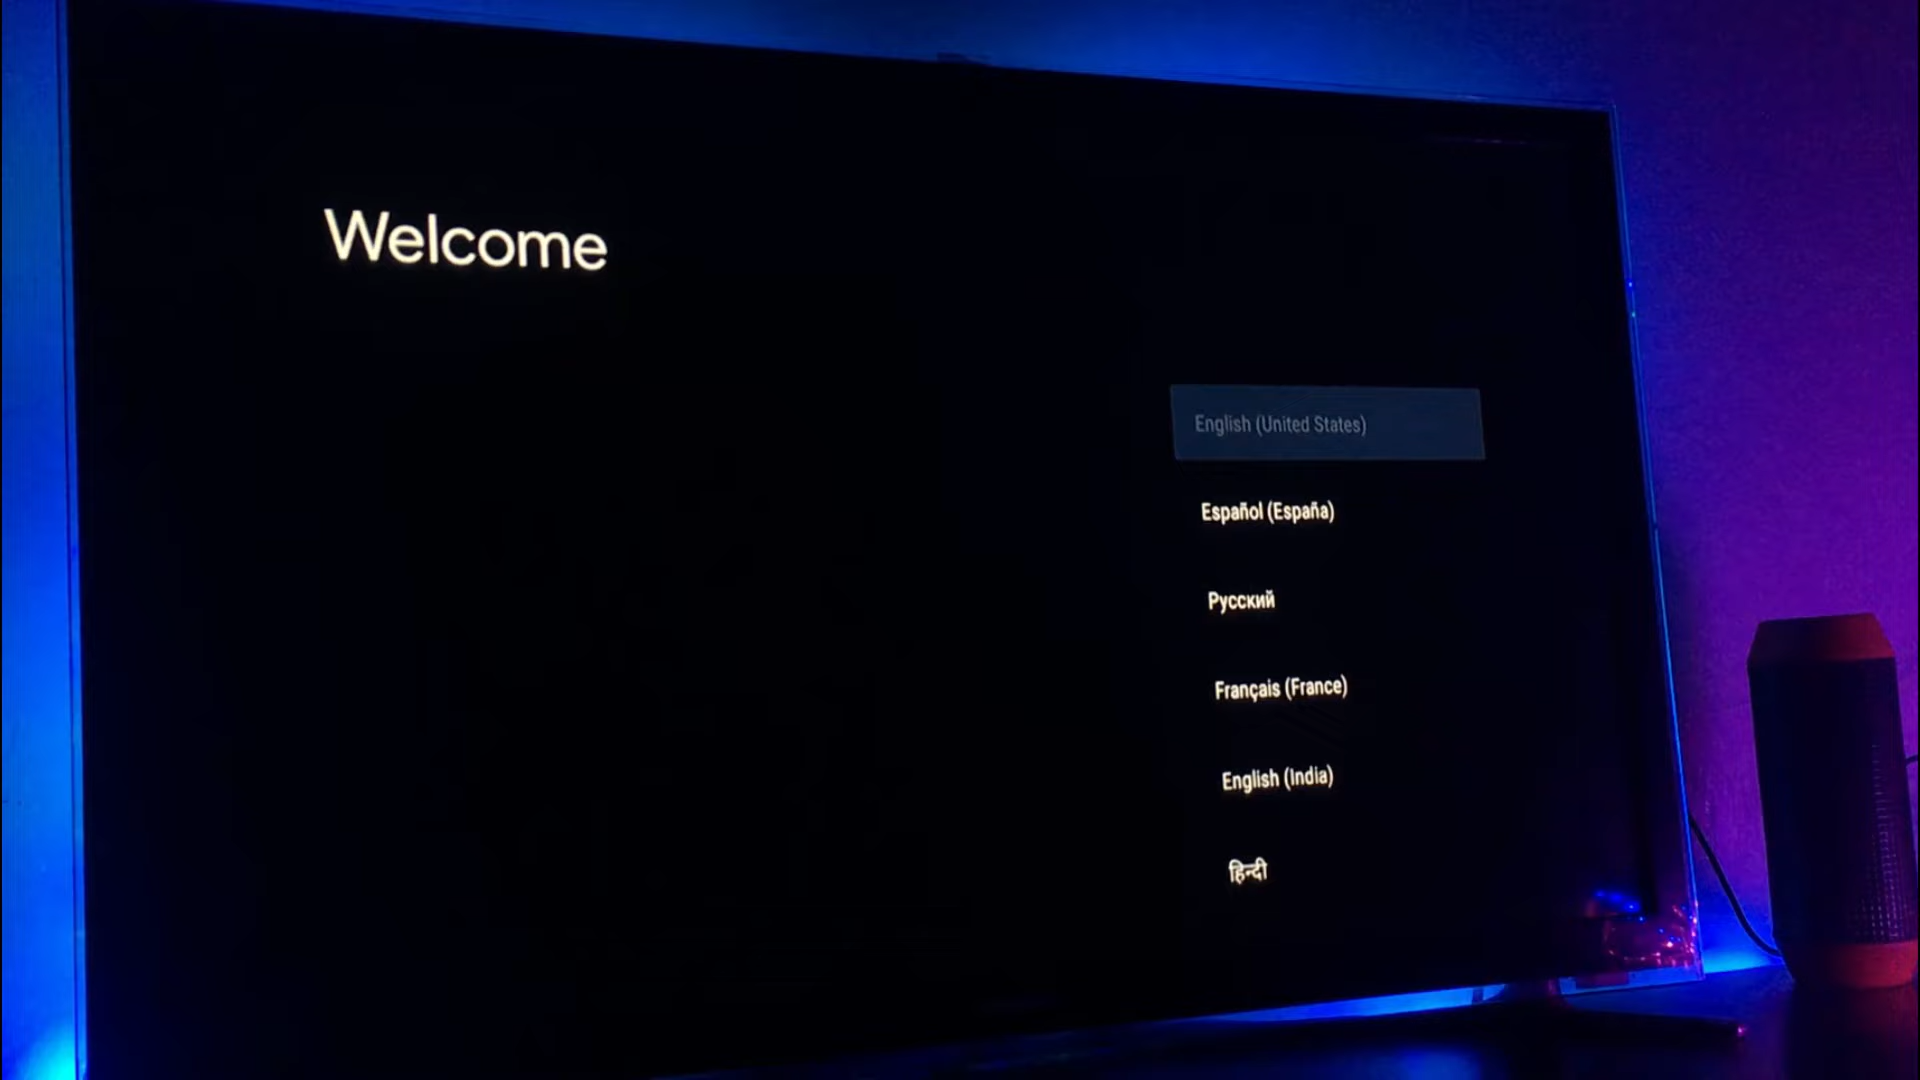 Welcome
English (United States)
Español (España)
Русский
Français (France)
English (India)
हिन्दी